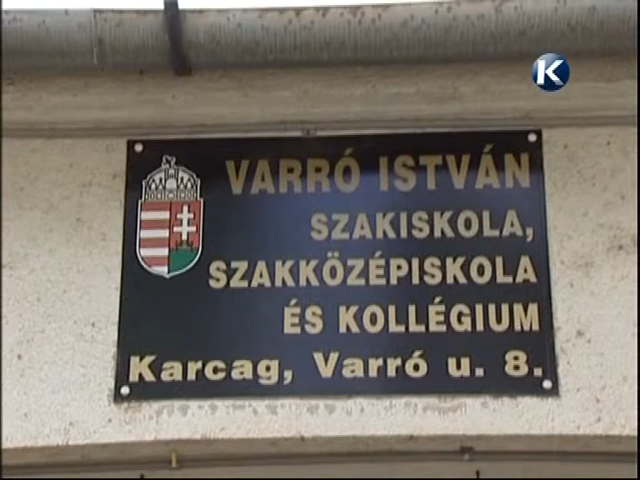 K
VARRÓ ISTVÁN
SZAKISKOLA,
SZAKKÖZÉPISKOLA
ÉS KOLLÉGIUM
Karcag, Varró u. 8.